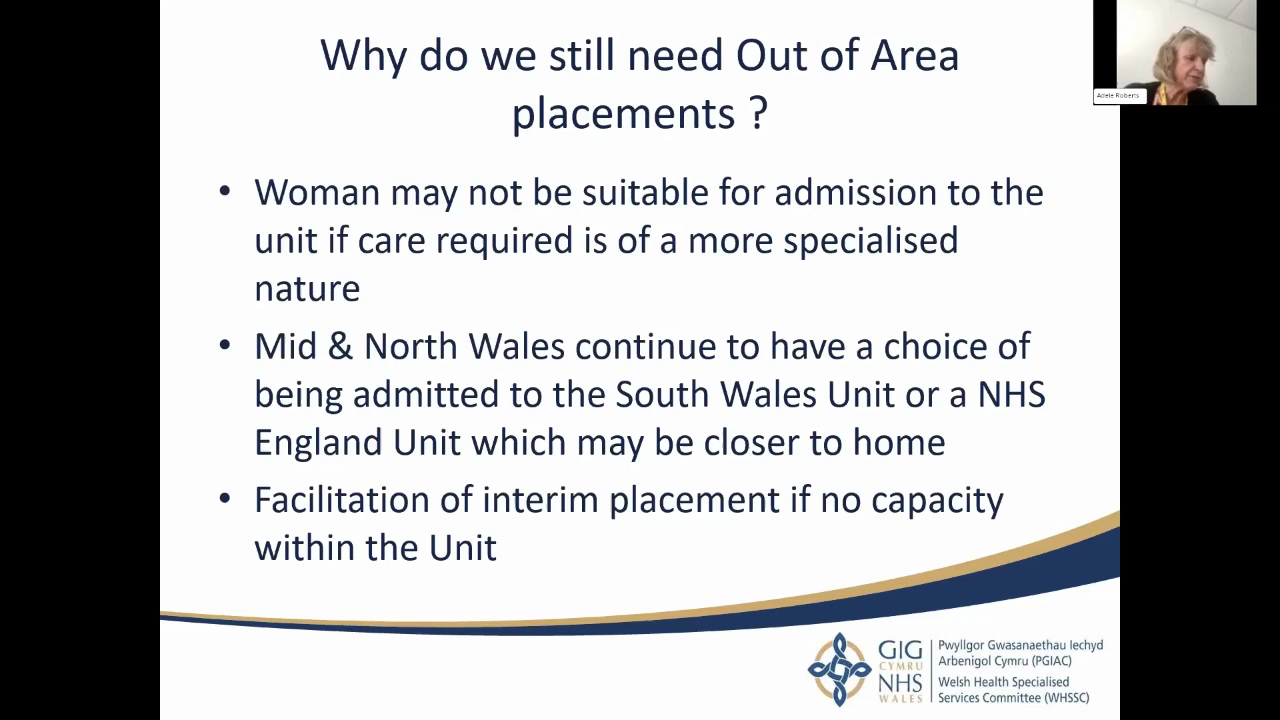 Why do we still need Out of Area
placements ?
• Woman may not be suitable for admission to the
unit if care required is of a more specialised
nature
• Mid & North Wales continue to have a choice of
being admitted to the South Wales Unit or a NHS
England Unit which may be closer to home
• Facilitation of interim placement if no capacity
within the Unit
Adele Roberts
GIG
CYMRU
NHS
WALES
Pwyllgor Gwasanaethau Iechyd
Arbenigol Cymru (PGIAC)
Welsh Health Specialised
Services Committee (WHSSC)